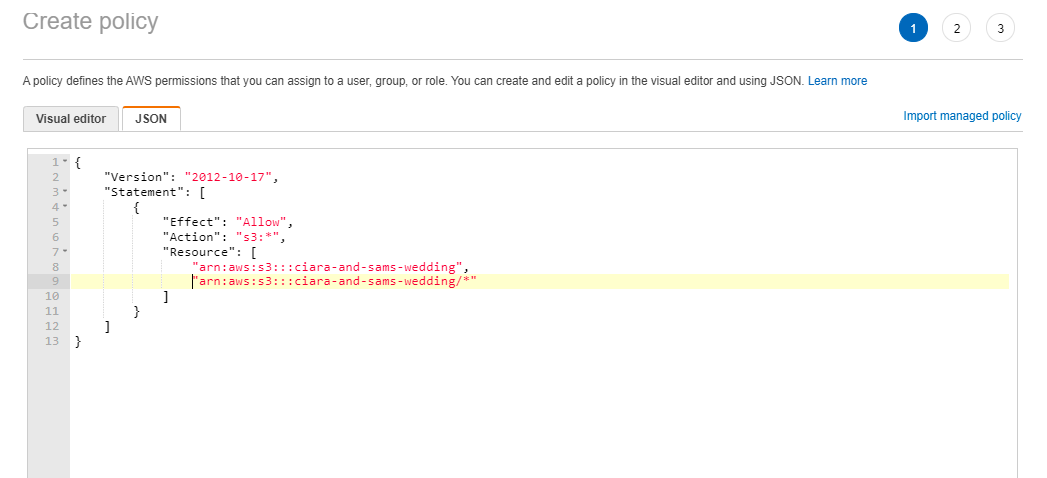 Create policy
1 2 3
A policy defines the AWS permissions that you can assign to a user, group, or role. You can create and edit a policy in the visual editor and using JSON. Learn more
Visual editor JSON Import managed policy
1 {
2 "Version": "2012-10-17",
3 "Statement": [
4 {
5 "Effect": "Allow",
6 "Action": "s3:*",
7 "Resource": [
8 "arn:aws:s3:::ciara-and-sams-wedding",
9 "arn:aws:s3:::ciara-and-sams-wedding/*"
10 ]
11 }
12 ]
13 }